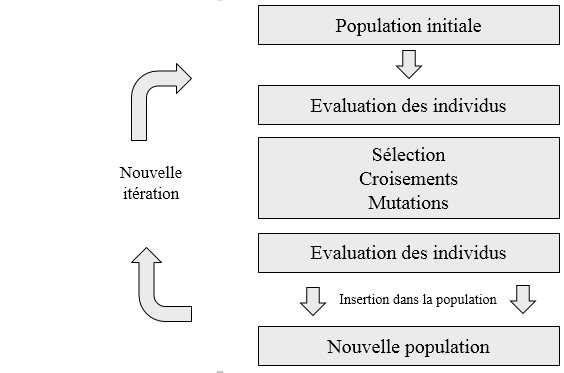 Population initiale
Evaluation des individus
Sélection
Croisements
Mutations
Nouvelle
itération
Evaluation des individus
Insertion dans la population
Nouvelle population